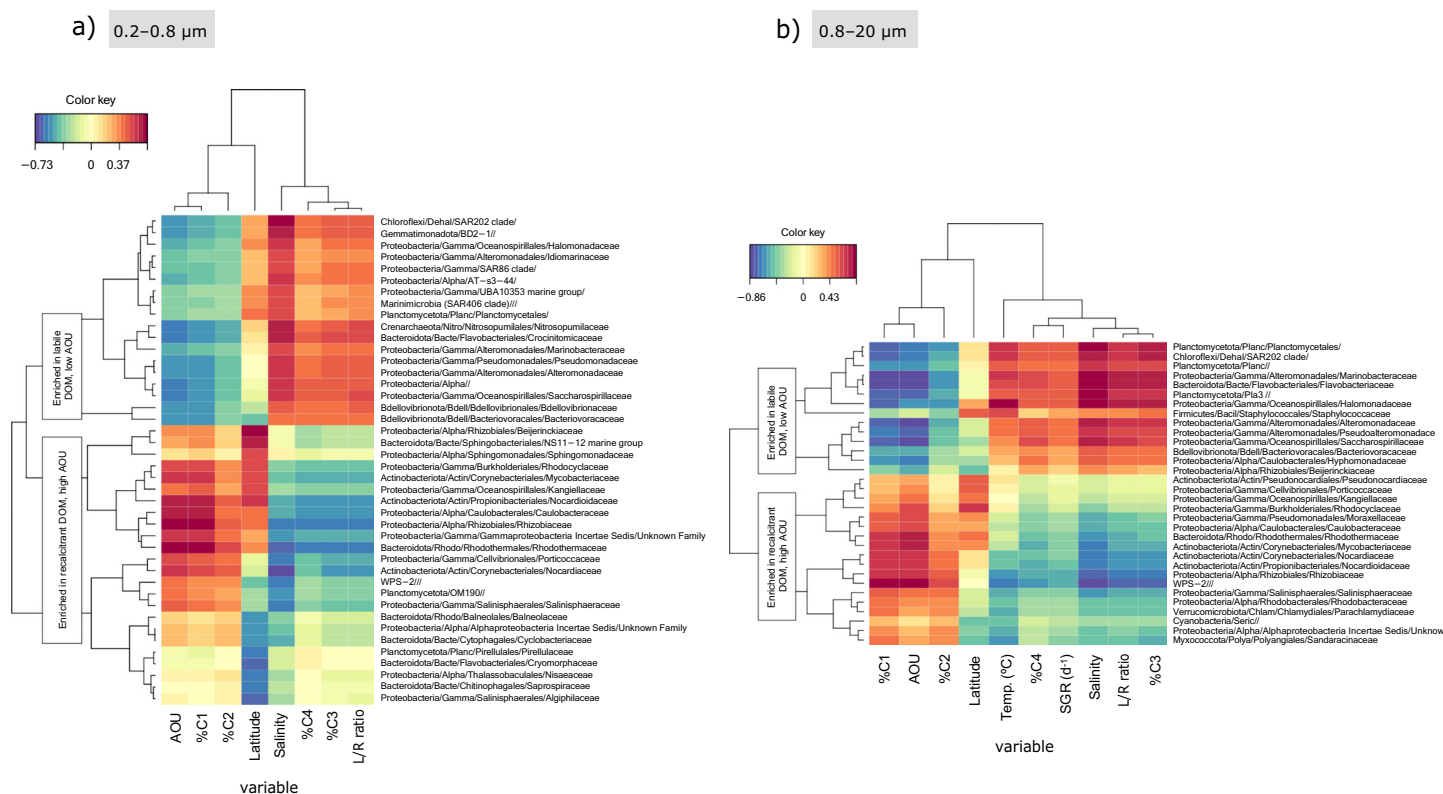 a)
0.2–0.8 µm
Color key
−0.73
0
0.37
Enriched in labile
DOM, low AOU
Enriched in recalcitrant DOM, high AOU
Chloroflexi/Dehal/SAR202 clade/
Gemmatimonadota/BD2−1//
Proteobacteria/Gamma/Oceanospirillales/Halomonadaceae
Proteobacteria/Gamma/Alteromonadales/Idiomarinaceae
Proteobacteria/Gamma/SAR86 clade/
Proteobacteria/Alpha/AT−s3−44/
Proteobacteria/Gamma/UBA10353 marine group/
Marinimicrobia (SAR406 clade)///
Planctomycetota/Planc/Planctomycetales/
Crenarchaeota/Nitro/Nitrosopumilales/Nitrosopumilaceae
Bacteroidota/Bacte/Flavobacteriales/Crocinitomicaceae
Proteobacteria/Gamma/Alteromonadales/Marinobacteraceae
Proteobacteria/Gamma/Pseudomonadales/Pseudomonadaceae
Proteobacteria/Gamma/Alteromonadales/Alteromonadaceae
Proteobacteria/Alpha//
Proteobacteria/Gamma/Oceanospirillales/Saccharospirillaceae
Bdellovibrionota/Bdell/Bdellovibrionales/Bdellovibrionaceae
Bdellovibrionota/Bdell/Bacteriovoracales/Bacteriovoracaceae
Proteobacteria/Alpha/Rhizobiales/Beijerinckiaceae
Bacteroidota/Bacte/Sphingobacteriales/NS11−12 marine group
Proteobacteria/Alpha/Sphingomonadales/Sphingomonadaceae
Proteobacteria/Gamma/Burkholderiales/Rhodocyclaceae
Actinobacteriota/Actin/Corynebacteriales/Mycobacteriaceae
Proteobacteria/Gamma/Oceanospirillales/Kangiellaceae
Actinobacteriota/Actin/Propionibacteriales/Nocardioidaceae
Proteobacteria/Alpha/Caulobacterales/Caulobacteraceae
Proteobacteria/Alpha/Rhizobiales/Rhizobiaceae
Proteobacteria/Gamma/Gammaproteobacteria Incertae Sedis/Unknown Family
Bacteroidota/Rhodo/Rhodothermales/Rhodothermaceae
Proteobacteria/Gamma/Cellvibrionales/Porticoccaceae
Actinobacteriota/Actin/Corynebacteriales/Nocardiaceae
WPS−2///
Planctomycetota/OM190//
Proteobacteria/Gamma/Salinisphaerales/Salinisphaeraceae
Bacteroidota/Rhodo/Balneolales/Balneolaceae
Proteobacteria/Alpha/Alphaproteobacteria Incertae Sedis/Unknown Family
Bacteroidota/Bacte/Cytophagales/Cyclobacteriaceae
Planctomycetota/Planc/Pirellulales/Pirellulaceae
Bacteroidota/Bacte/Flavobacteriales/Cryomorphaceae
Proteobacteria/Alpha/Thalassobaculales/Nisaeaceae
Bacteroidota/Bacte/Chitinophagales/Saprospiraceae
Proteobacteria/Gamma/Salinisphaerales/Algiphilaceae
AOU
%C1
%C2
Latitude
Salinity
%C4
%C3
L/R ratio
variable
b)
0.8–20 µm
Color key
−0.86
0
0.43
Enriched in labile
DOM, low AOU
Enriched in recalcitrant
DOM, high AOU
Planctomycetota/Planc/Planctomycetales/
Chloroflexi/Dehal/SAR202 clade/
Planctomycetota/Planc//
Proteobacteria/Gamma/Alteromonadales/Marinobacteraceae
Bacteroidota/Bacte/Flavobacteriales/Flavobacteriaceae
Planctomycetota/Pla3 //
Proteobacteria/Gamma/Oceanospirillales/Halomonadaceae
Firmicutes/Bacil/Staphylococcales/Staphylococcaceae
Proteobacteria/Gamma/Alteromonadales/Alteromonadaceae
Proteobacteria/Gamma/Alteromonadales/Pseudoalteromonadace
Proteobacteria/Gamma/Oceanospirillales/Saccharospirillaceae
Bdellovibrionota/Bdell/Bacteriovoracales/Bacteriovoracaceae
Proteobacteria/Alpha/Caulobacterales/Hyphomonadaceae
Proteobacteria/Alpha/Rhizobiales/Beijerinckiaceae
Actinobacteriota/Actin/Pseudonocardiales/Pseudonocardiaceae
Proteobacteria/Gamma/Cellvibrionales/Porticoccaceae
Proteobacteria/Gamma/Oceanospirillales/Kangiellaceae
Proteobacteria/Gamma/Burkholderiales/Rhodocyclaceae
Proteobacteria/Gamma/Pseudomonadales/Moraxellaceae
Proteobacteria/Alpha/Caulobacterales/Caulobacteraceae
Bacteroidota/Rhodo/Rhodothermales/Rhodothermaceae
Actinobacteriota/Actin/Corynebacteriales/Mycobacteriaceae
Actinobacteriota/Actin/Corynebacteriales/Nocardiaceae
Actinobacteriota/Actin/Propionibacteriales/Nocardioidaceae
Proteobacteria/Alpha/Rhizobiales/Rhizobiaceae
WPS−2///
Proteobacteria/Gamma/Salinisphaerales/Salinisphaeraceae
Proteobacteria/Alpha/Rhodobacterales/Rhodobacteraceae
Verrucomicrobiota/Chlam/Chlamydiales/Parachlamydiaceae
Cyanobacteria/Seric//
Proteobacteria/Alpha/Alphaproteobacteria Incertae Sedis/Unknow
Myxococcota/Polya/Polyangiales/Sandaracinaceae
%C1
AOU
%C2
Latitude
Temp. (ºC)
%C4
SGR (d-1)
Salinity
L/R ratio
%C3
variable